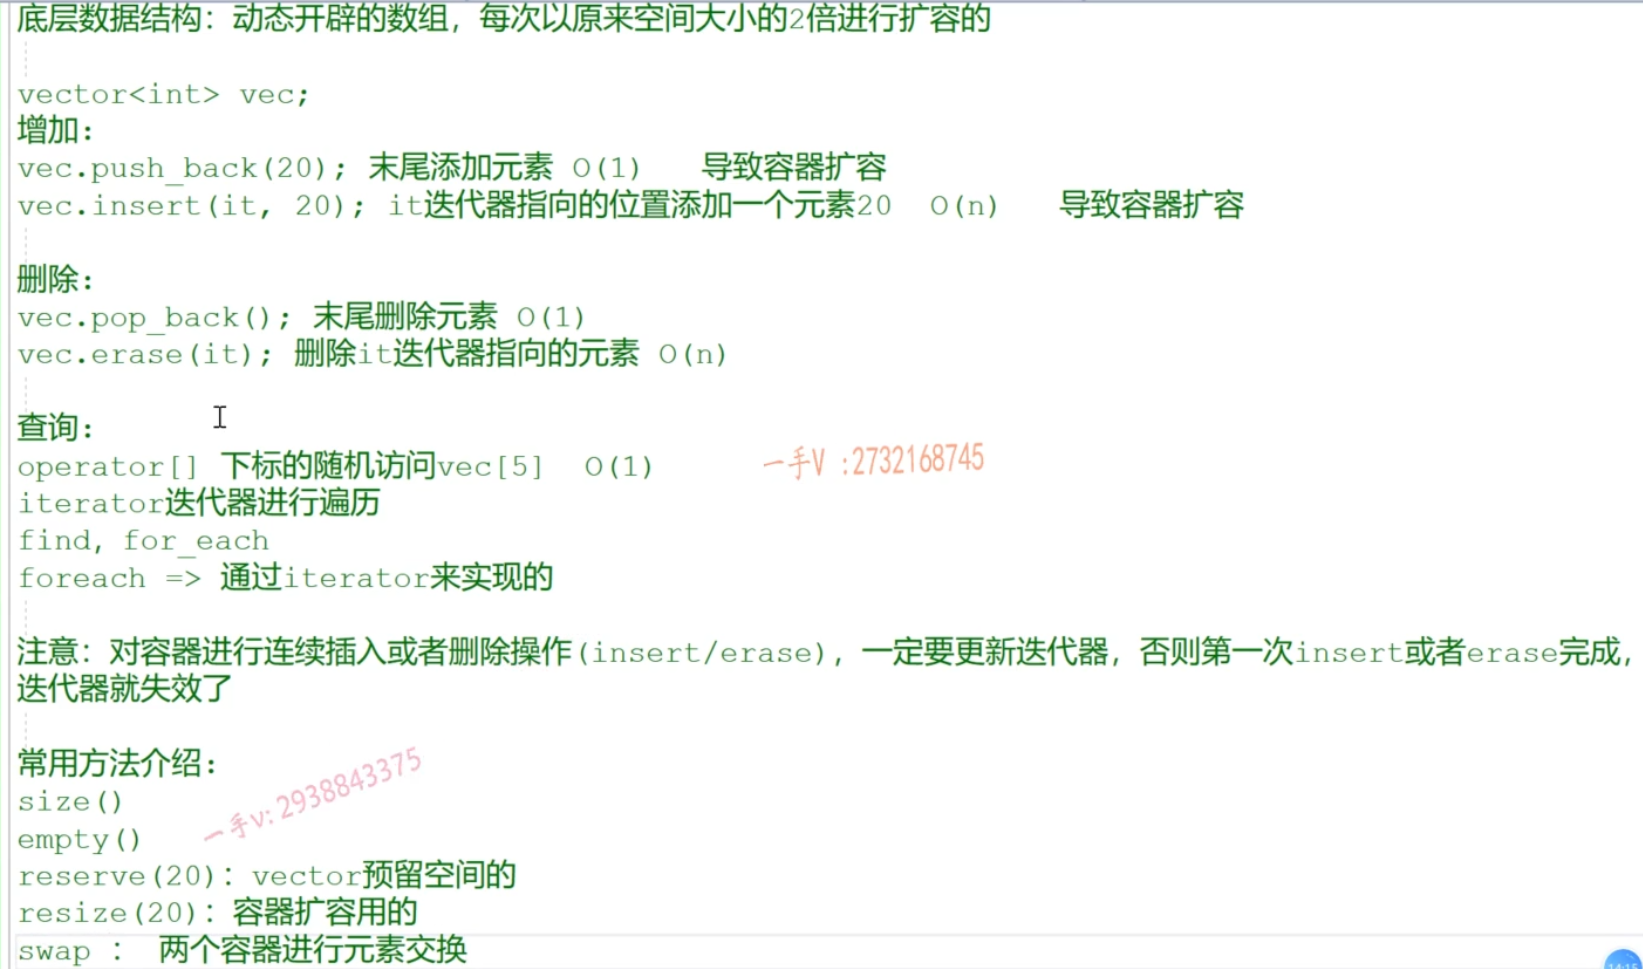 底层数据结构：动态开辟的数组，每次以原来空间大小的2倍进行扩容的
vector<int> vec;
增加：
vec.push_back(20); 末尾添加元素 O(1) 导致容器扩容
vec.insert(it, 20); it迭代器指向的位置添加一个元素20 O(n) 导致容器扩容
删除：
vec.pop_back(); 末尾删除元素 O(1)
vec.erase(it); 删除it迭代器指向的元素 O(n)
查询：
operator[] 下标的随机访问vec[5] O(1)
一手V :2732168745
iterator迭代器进行遍历
find, for_each
foreach => 通过iterator来实现的
注意：对容器进行连续插入或者删除操作(insert/erase)，一定要更新迭代器，否则第一次insert或者erase完成，
迭代器就失效了
常用方法介绍：
size()
一手v: 2938843375
empty()
reserve(20)：vector预留空间的
resize(20)：容器扩容用的
swap ： 两个容器进行元素交换
14:15